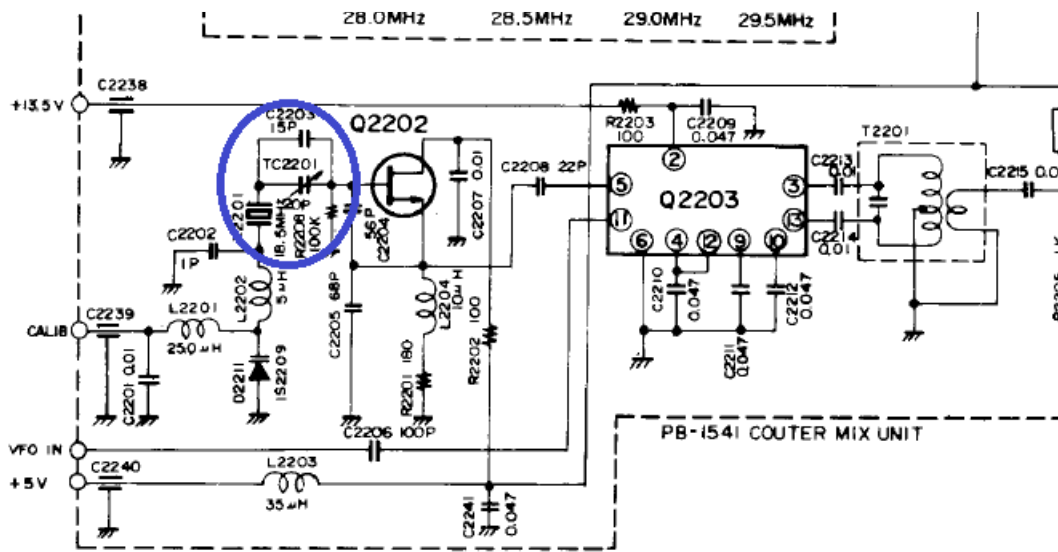 28.0MHz 28.5MHz 29.0MHz 29.5MHz
C2238
+13.5V
C2203
15P
Q2202
TC2201
20P
18.5MHz
R2208
100K
C2202
1P
L2202
5μH
56P
C2204
C2207 0.01
C2208 22P
R2203
100
C2209
0.047
2
5
11
Q2203
3
13
6
4
12
9
10
C2213
0.01
C2214
0.01
T2201
C2215
C2210
0.047
C2211
0.047
C2212
0.047
C2239
CALIB
L2201
250μH
C2201 0.01
D2211
1S2209
C2205 68P
L2204
10μH
R2201 180
R2202 100
C2206 100P
VFO IN
+5V
C2240
L2203
35μH
C2241
0.047
PB-1541 COUTER MIX UNIT